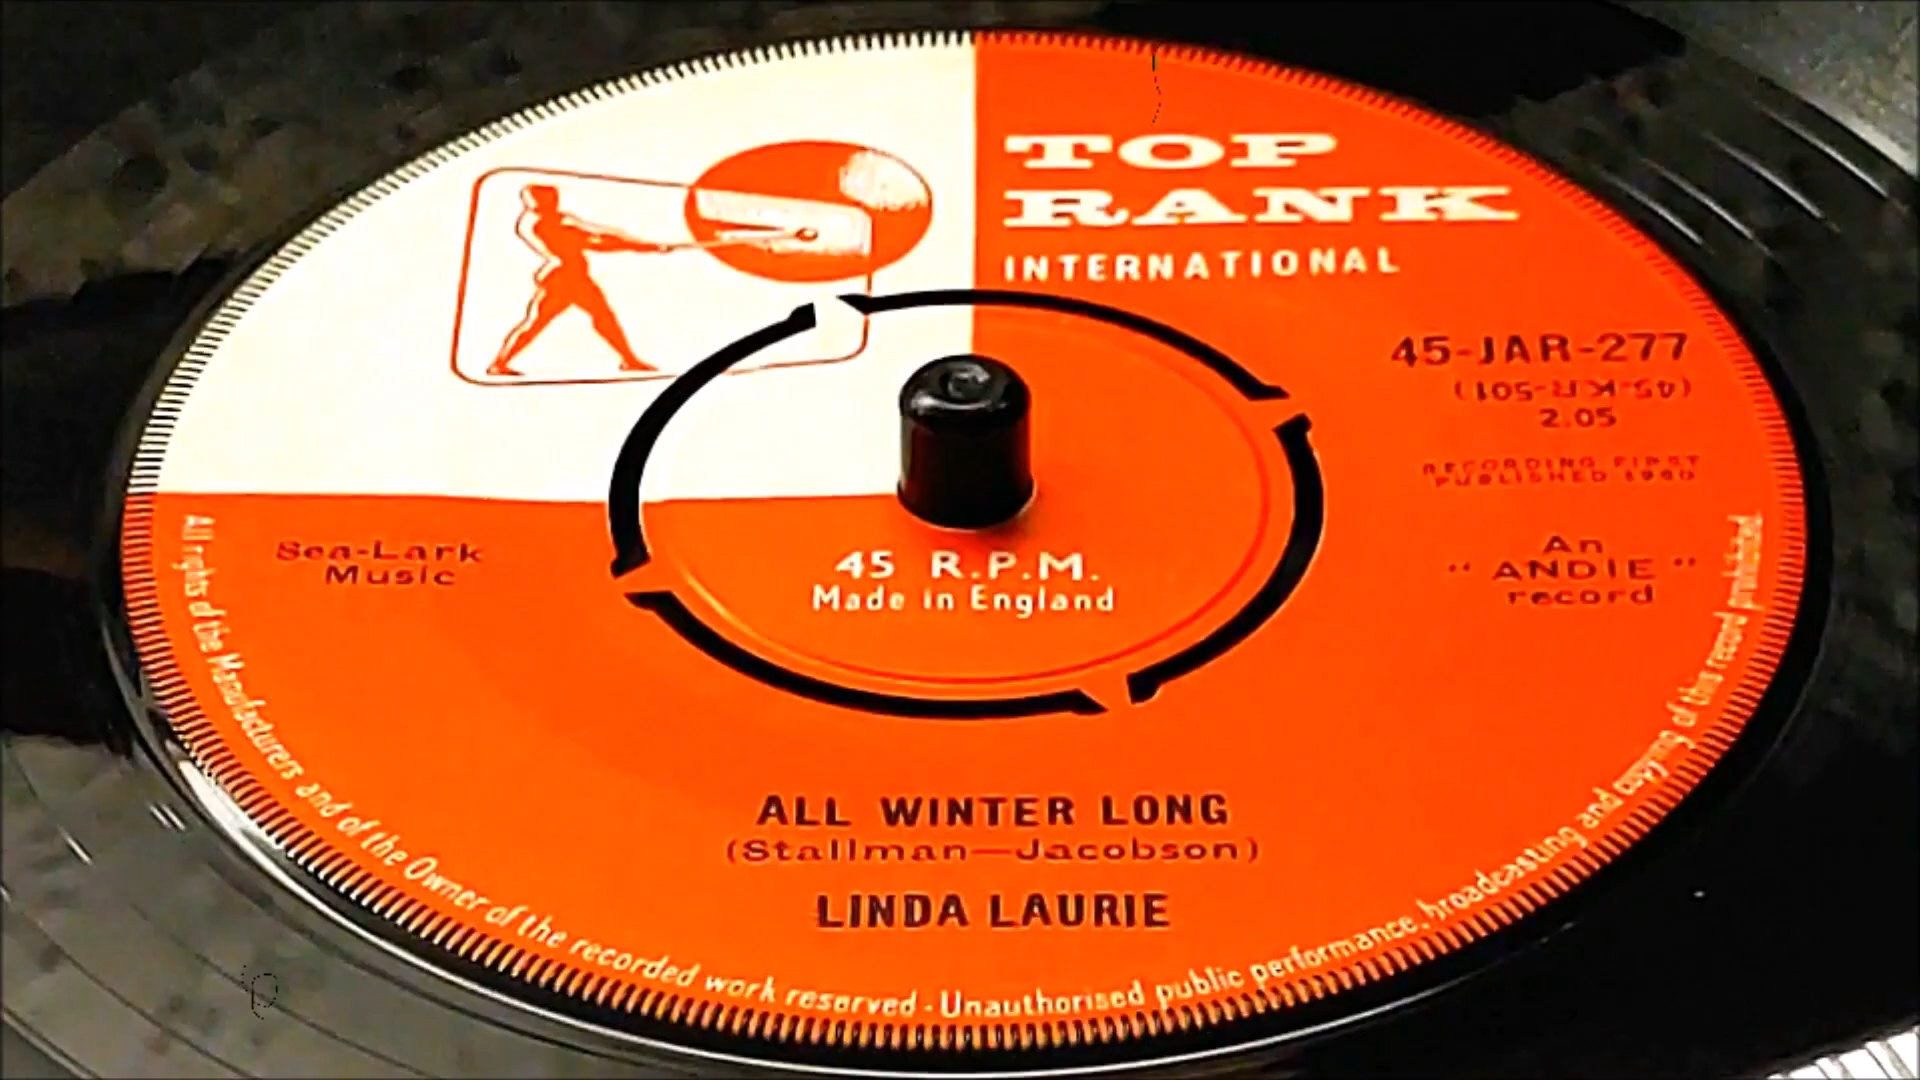 TOP
RANK
INTERNATIONAL
45-JAR-277
(45-KR-501)
2.05
RECORDING FIRST
PUBLISHED 1960
Sea-Lark
Music
An
"ANDIE"
record
45 R.P.M.
Made in England
ALL WINTER LONG
(Stallman—Jacobson)
LINDA LAURIE
All rights of the Manufacturers and of the Owner of the recorded work reserved - Unauthorised public performance, broadcasting and copying of this record prohibited